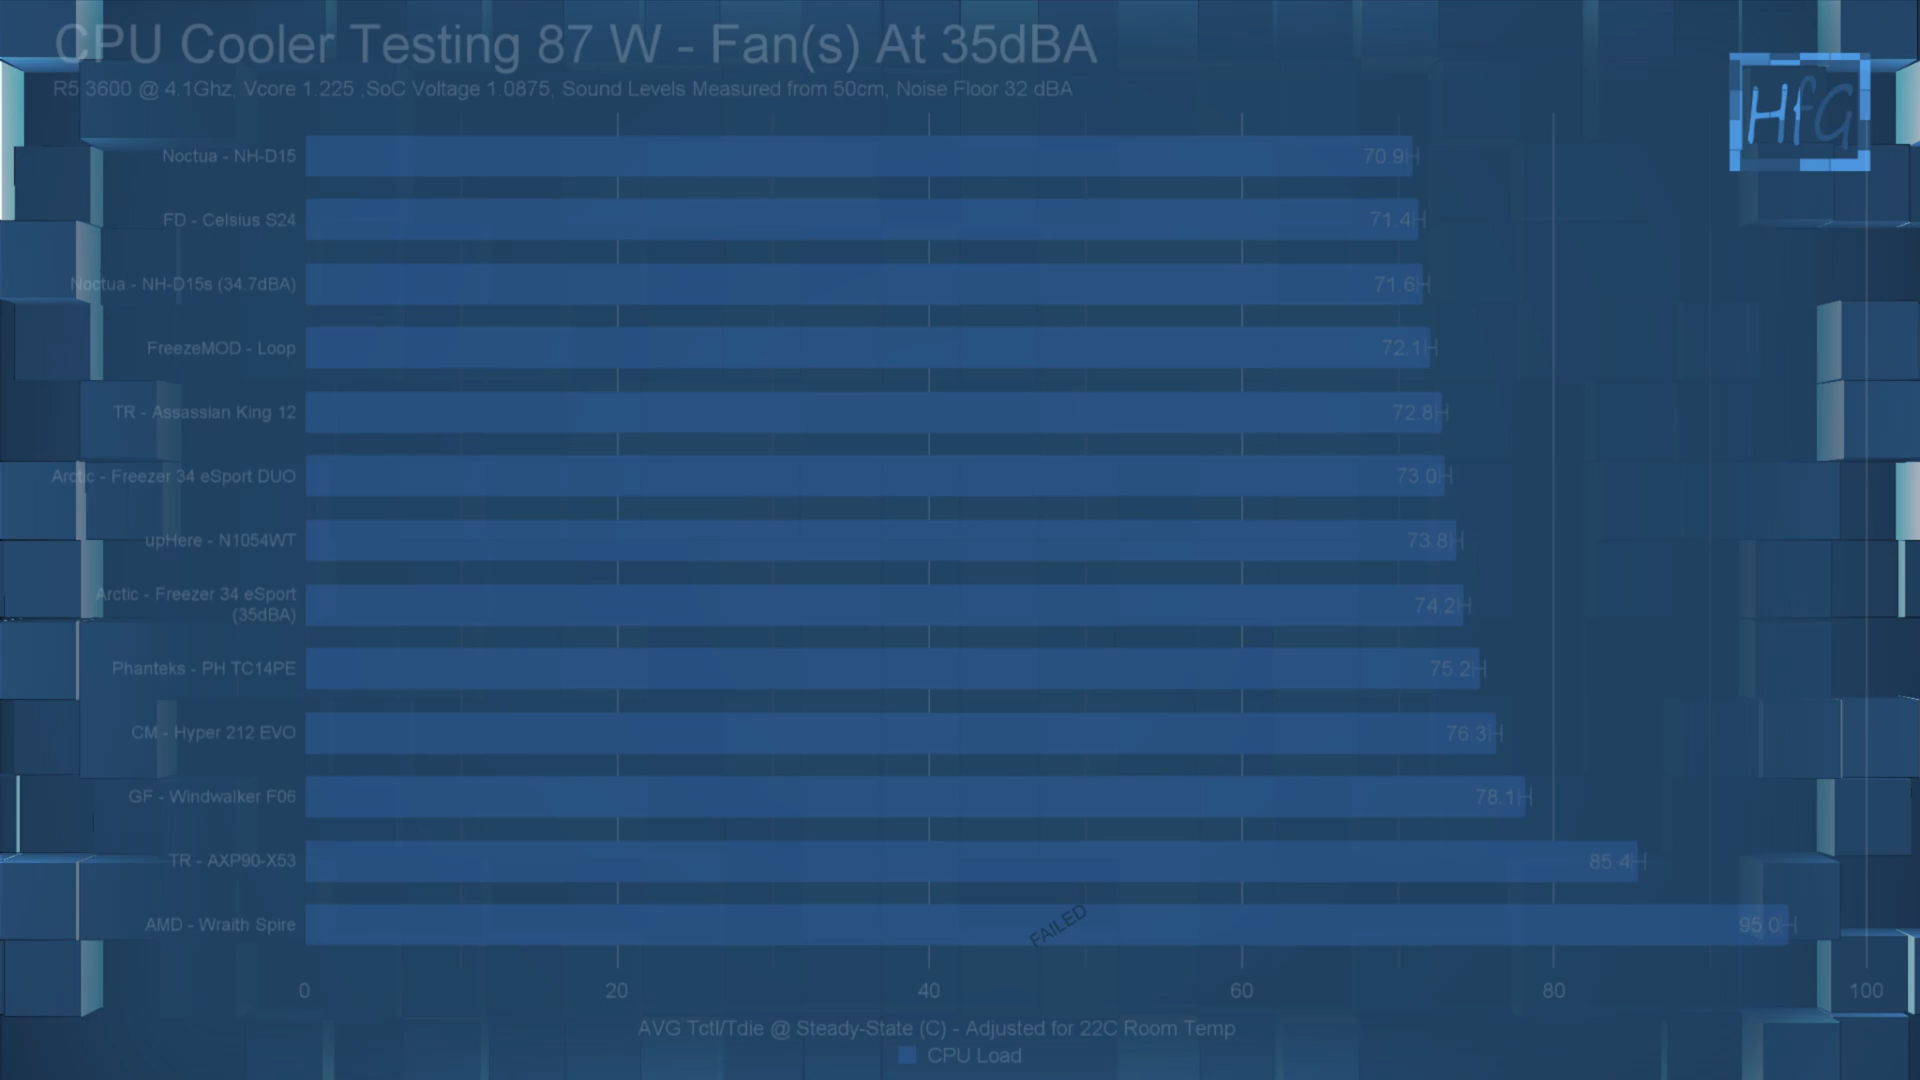 CPU Cooler Testing 87 W - Fan(s) At 35dBA
R5 3600 @ 4.1Ghz, Vcore 1.225 ,SoC Voltage 1.0875, Sound Levels Measured from 50cm, Noise Floor 32 dBA
HfG
Noctua - NH-D15 70.9
FD - Celsius S24 71.4
Noctua - NH-D15s (34.7dBA) 71.6
FreezeMOD - Loop 72.1
TR - Assassian King 12 72.8
Arctic - Freezer 34 eSport DUO 73.0
upHere - N1054WT 73.8
Arctic - Freezer 34 eSport
(35dBA) 74.2
Phanteks - PH TC14PE 75.2
CM - Hyper 212 EVO 76.3
GF - Windwalker F06 78.1
TR - AXP90-X53 85.4
AMD - Wraith Spire FAILED 95.0
0 20 40 60 80 100
AVG Tctl/Tdie @ Steady-State (C) - Adjusted for 22C Room Temp
CPU Load